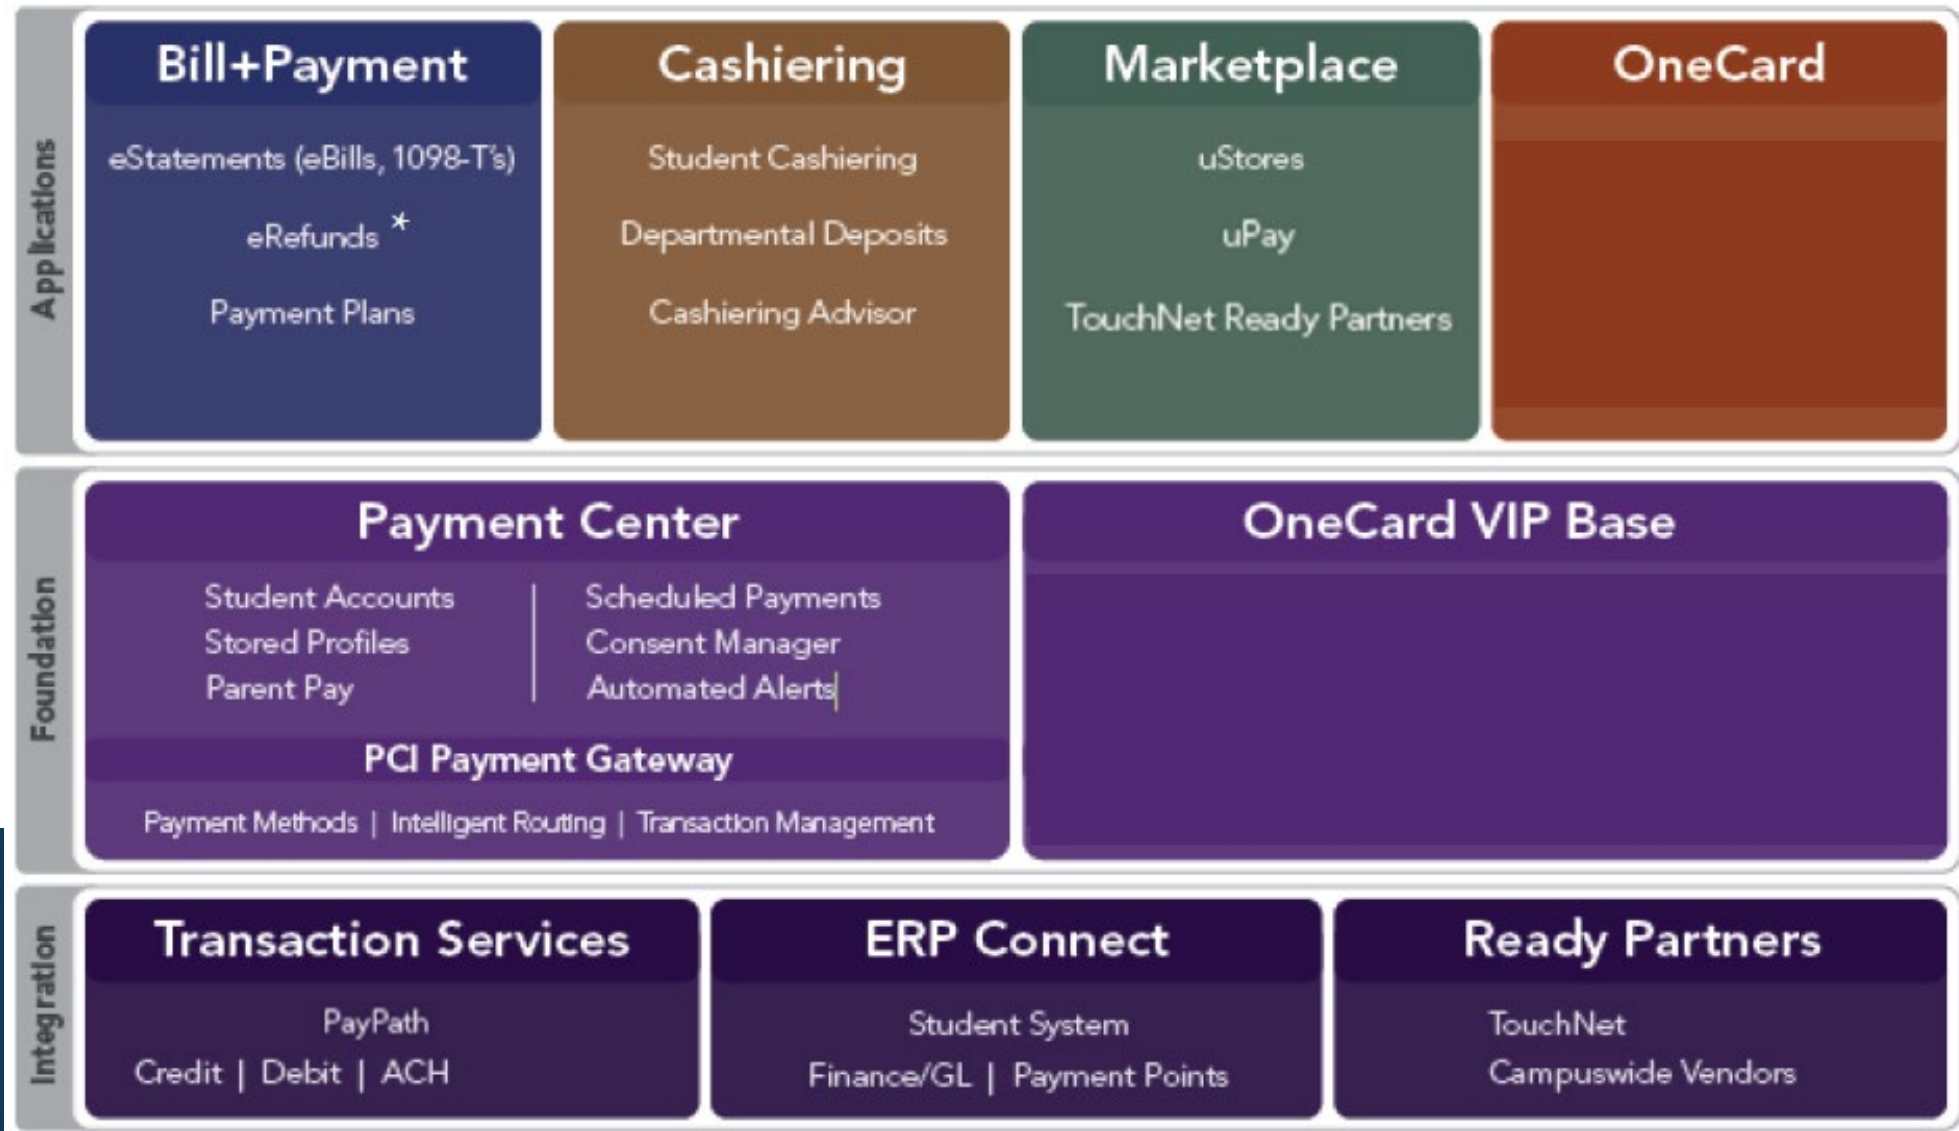 Applications
Bill+Payment
eStatements (eBills, 1098-T's)
eRefunds *
Payment Plans
Cashiering
Student Cashiering
Departmental Deposits
Cashiering Advisor
Marketplace
uStores
uPay
TouchNet Ready Partners
OneCard
Foundation
Payment Center
Student Accounts
Stored Profiles
Parent Pay
Scheduled Payments
Consent Manager
Automated Alerts
PCI Payment Gateway
Payment Methods | Intelligent Routing | Transaction Management
OneCard VIP Base
Integration
Transaction Services
PayPath
Credit | Debit | ACH
ERP Connect
Student System
Finance/GL | Payment Points
Ready Partners
TouchNet
Campuswide Vendors